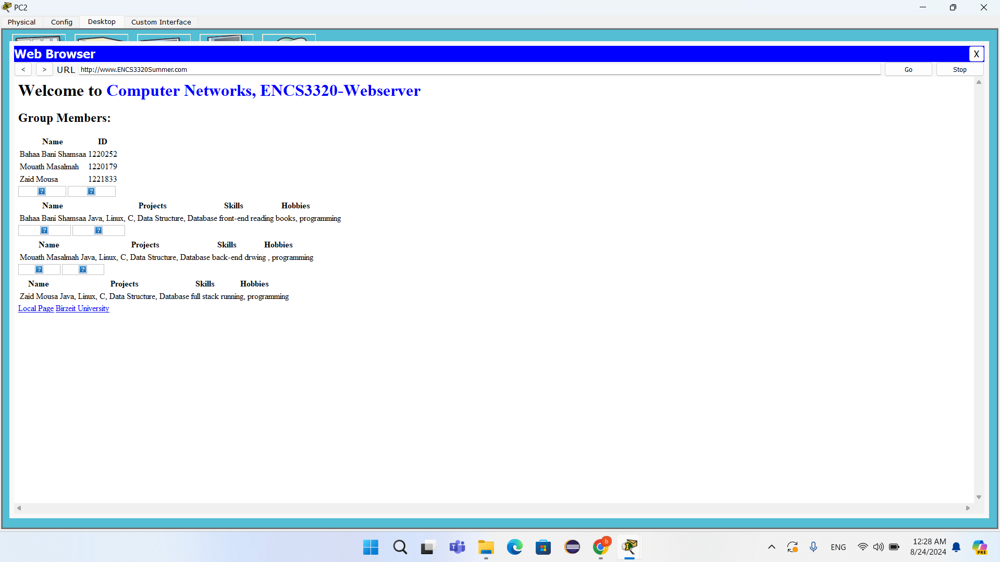 PC2
Physical Config Desktop Custom Interface
Web Browser X
< > URL http://www.ENCS3320Summer.com Go Stop
Welcome to Computer Networks, ENCS3320-Webserver
Group Members:
Name ID
Bahaa Bani Shamsaa 1220252
Mouath Masalmah 1220179
Zaid Mousa 1221833
? ?
Name Projects Skills Hobbies
Bahaa Bani Shamsaa Java, Linux, C, Data Structure, Database front-end reading books, programming
? ?
Name Projects Skills Hobbies
Mouath Masalmah Java, Linux, C, Data Structure, Database back-end drwing , programming
? ?
Name Projects Skills Hobbies
Zaid Mousa Java, Linux, C, Data Structure, Database full stack running, programming
Local Page Birzeit University
b
ENG
12:28 AM
8/24/2024
PRE